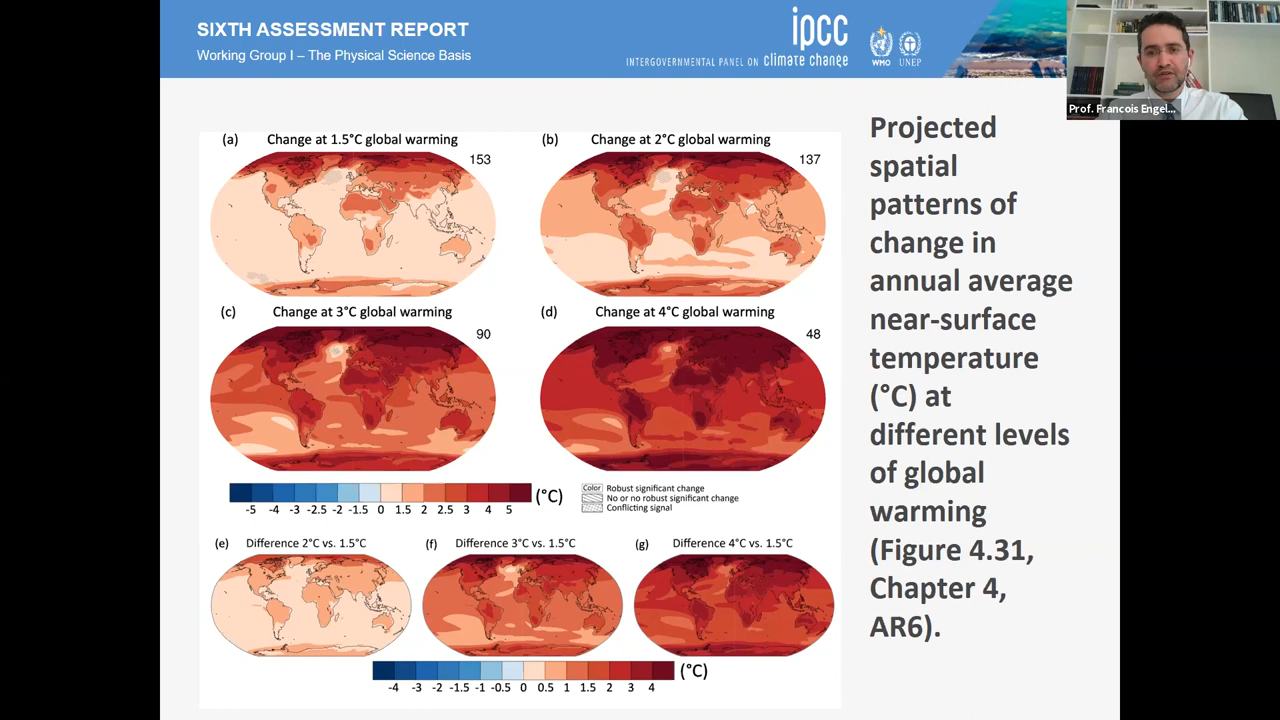 SIXTH ASSESSMENT REPORT
Working Group I – The Physical Science Basis
ipcc
INTERGOVERNMENTAL PANEL ON climate change
WMO
UNEP
Prof. Francois Engel...
Projected
spatial
patterns of
change in
annual average
near-surface
temperature
(°C) at
different levels
of global
warming
(Figure 4.31,
Chapter 4,
AR6).
(a) Change at 1.5°C global warming
153
(b) Change at 2°C global warming
137
(c) Change at 3°C global warming
90
(d) Change at 4°C global warming
48
-5 -4 -3 -2.5 -2 -1.5 0 1.5 2 2.5 3 4 5
(°C)
Color Robust significant change
No or no robust significant change
Conflicting signal
(e) Difference 2°C vs. 1.5°C
(f) Difference 3°C vs. 1.5°C
(g) Difference 4°C vs. 1.5°C
-4 -3 -2 -1.5 -1 -0.5 0 0.5 1 1.5 2 3 4
(°C)